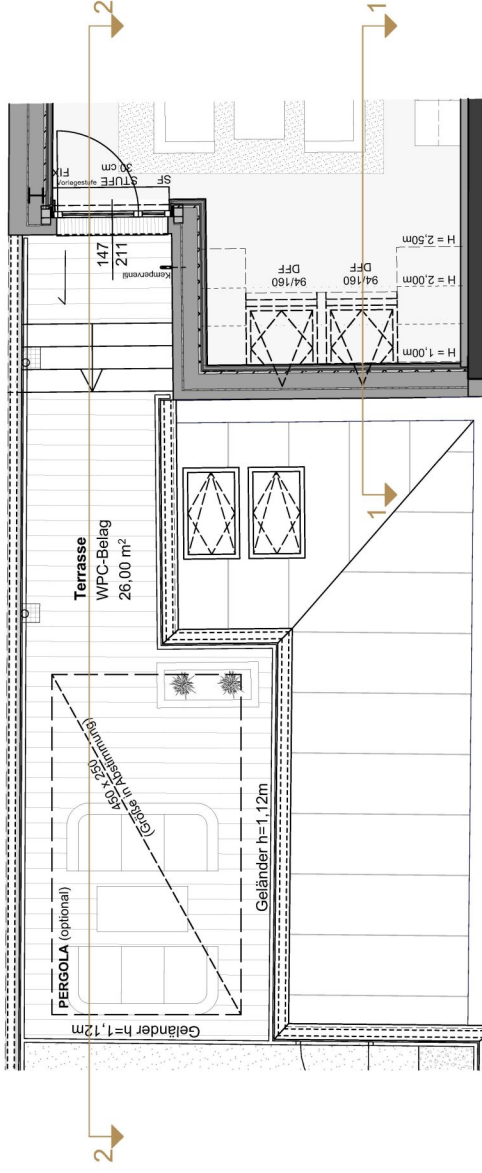 2
1
FIX
Vorlegestufe
STUFE
30 cm
SF
147
211
Kempervensl
DFF
94/160
DFF
94/160
H = 2,50m
H = 2,00m
H = 1,00m
Terrasse
WPC-Belag
26,00 m²
1
450 x 250
(Größe in Abstimmung)
PERGOLA (optional)
Geländer h=1,12m
Geländer h=1,12m
2